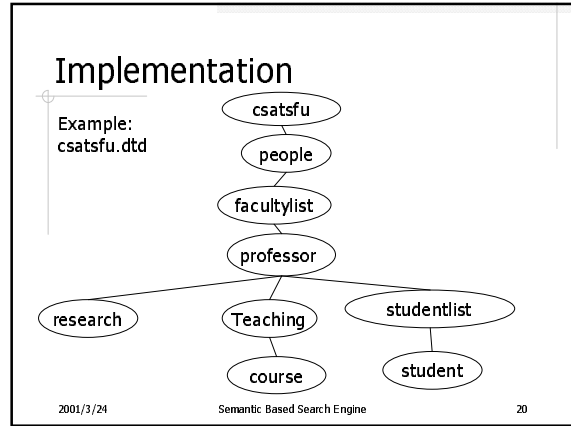 Implementation
Example:
csatsfu.dtd
csatsfu
people
facultylist
professor
research
Teaching
studentlist
course
student
2001/3/24
Semantic Based Search Engine
20